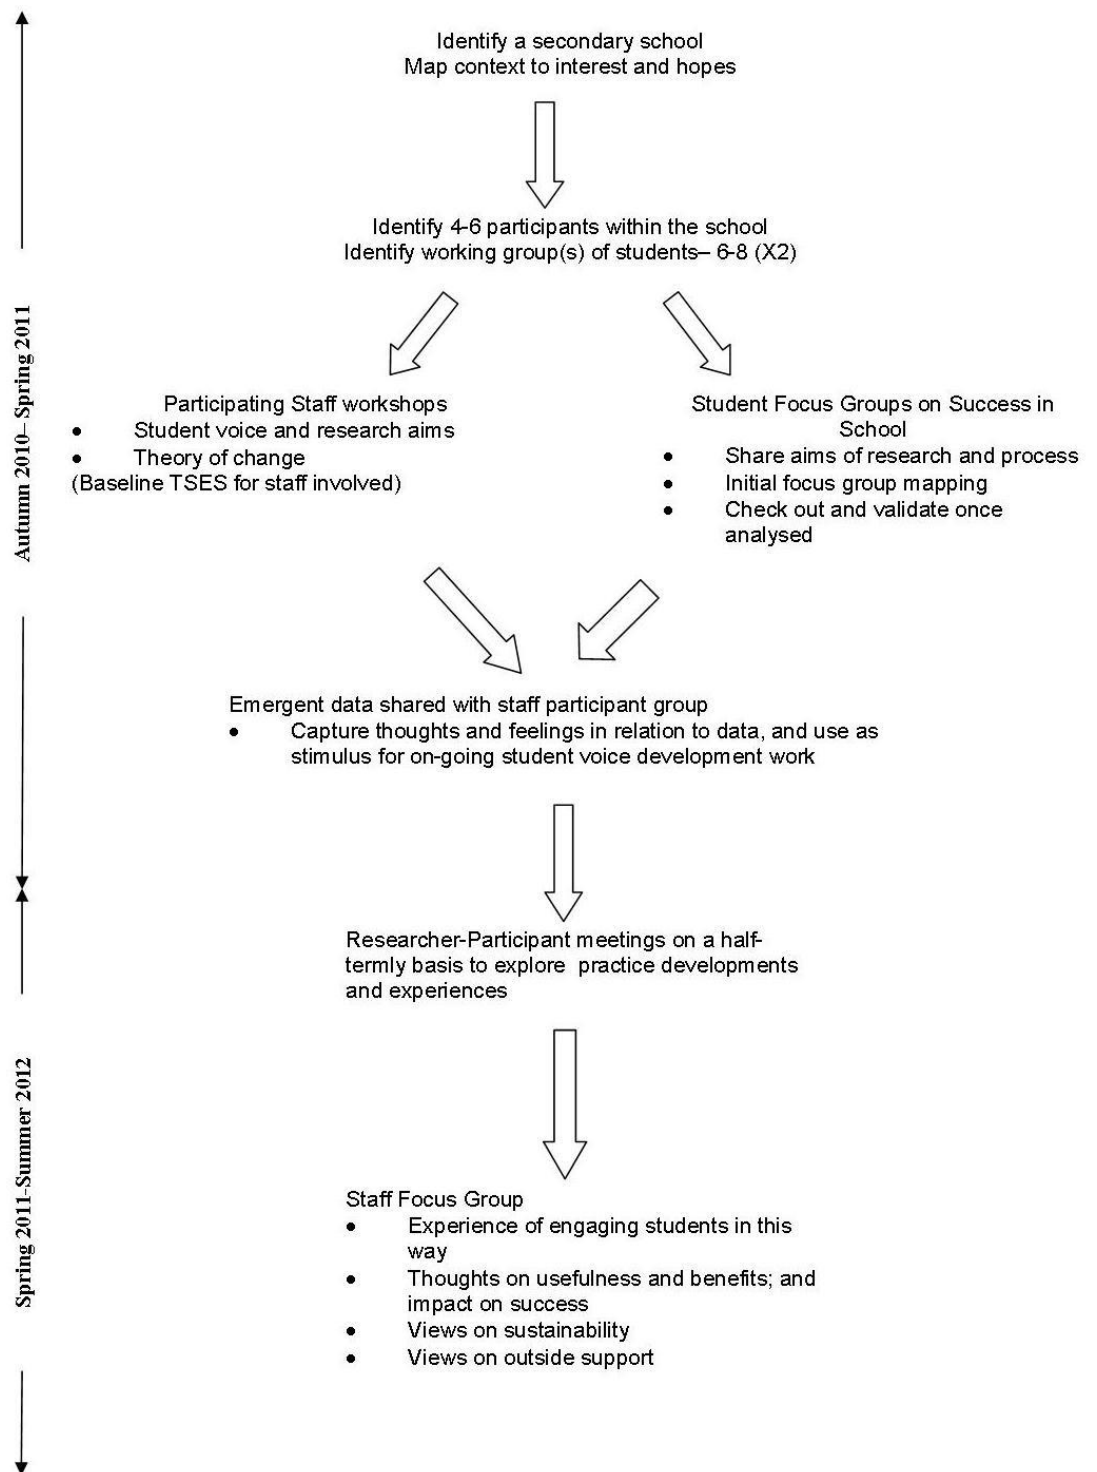 Identify a secondary school
Map context to interest and hopes
Identify 4-6 participants within the school
Identify working group(s) of students– 6-8 (X2)
Autumn 2010– Spring 2011
Participating Staff workshops
• Student voice and research aims
• Theory of change
(Baseline TSES for staff involved)
Student Focus Groups on Success in
School
• Share aims of research and process
• Initial focus group mapping
• Check out and validate once
analysed
Emergent data shared with staff participant group
• Capture thoughts and feelings in relation to data, and use as
stimulus for on-going student voice development work
Researcher-Participant meetings on a half-
termly basis to explore practice developments
and experiences
Spring 2011-Summer 2012
Staff Focus Group
• Experience of engaging students in this
way
• Thoughts on usefulness and benefits; and
impact on success
• Views on sustainability
• Views on outside support